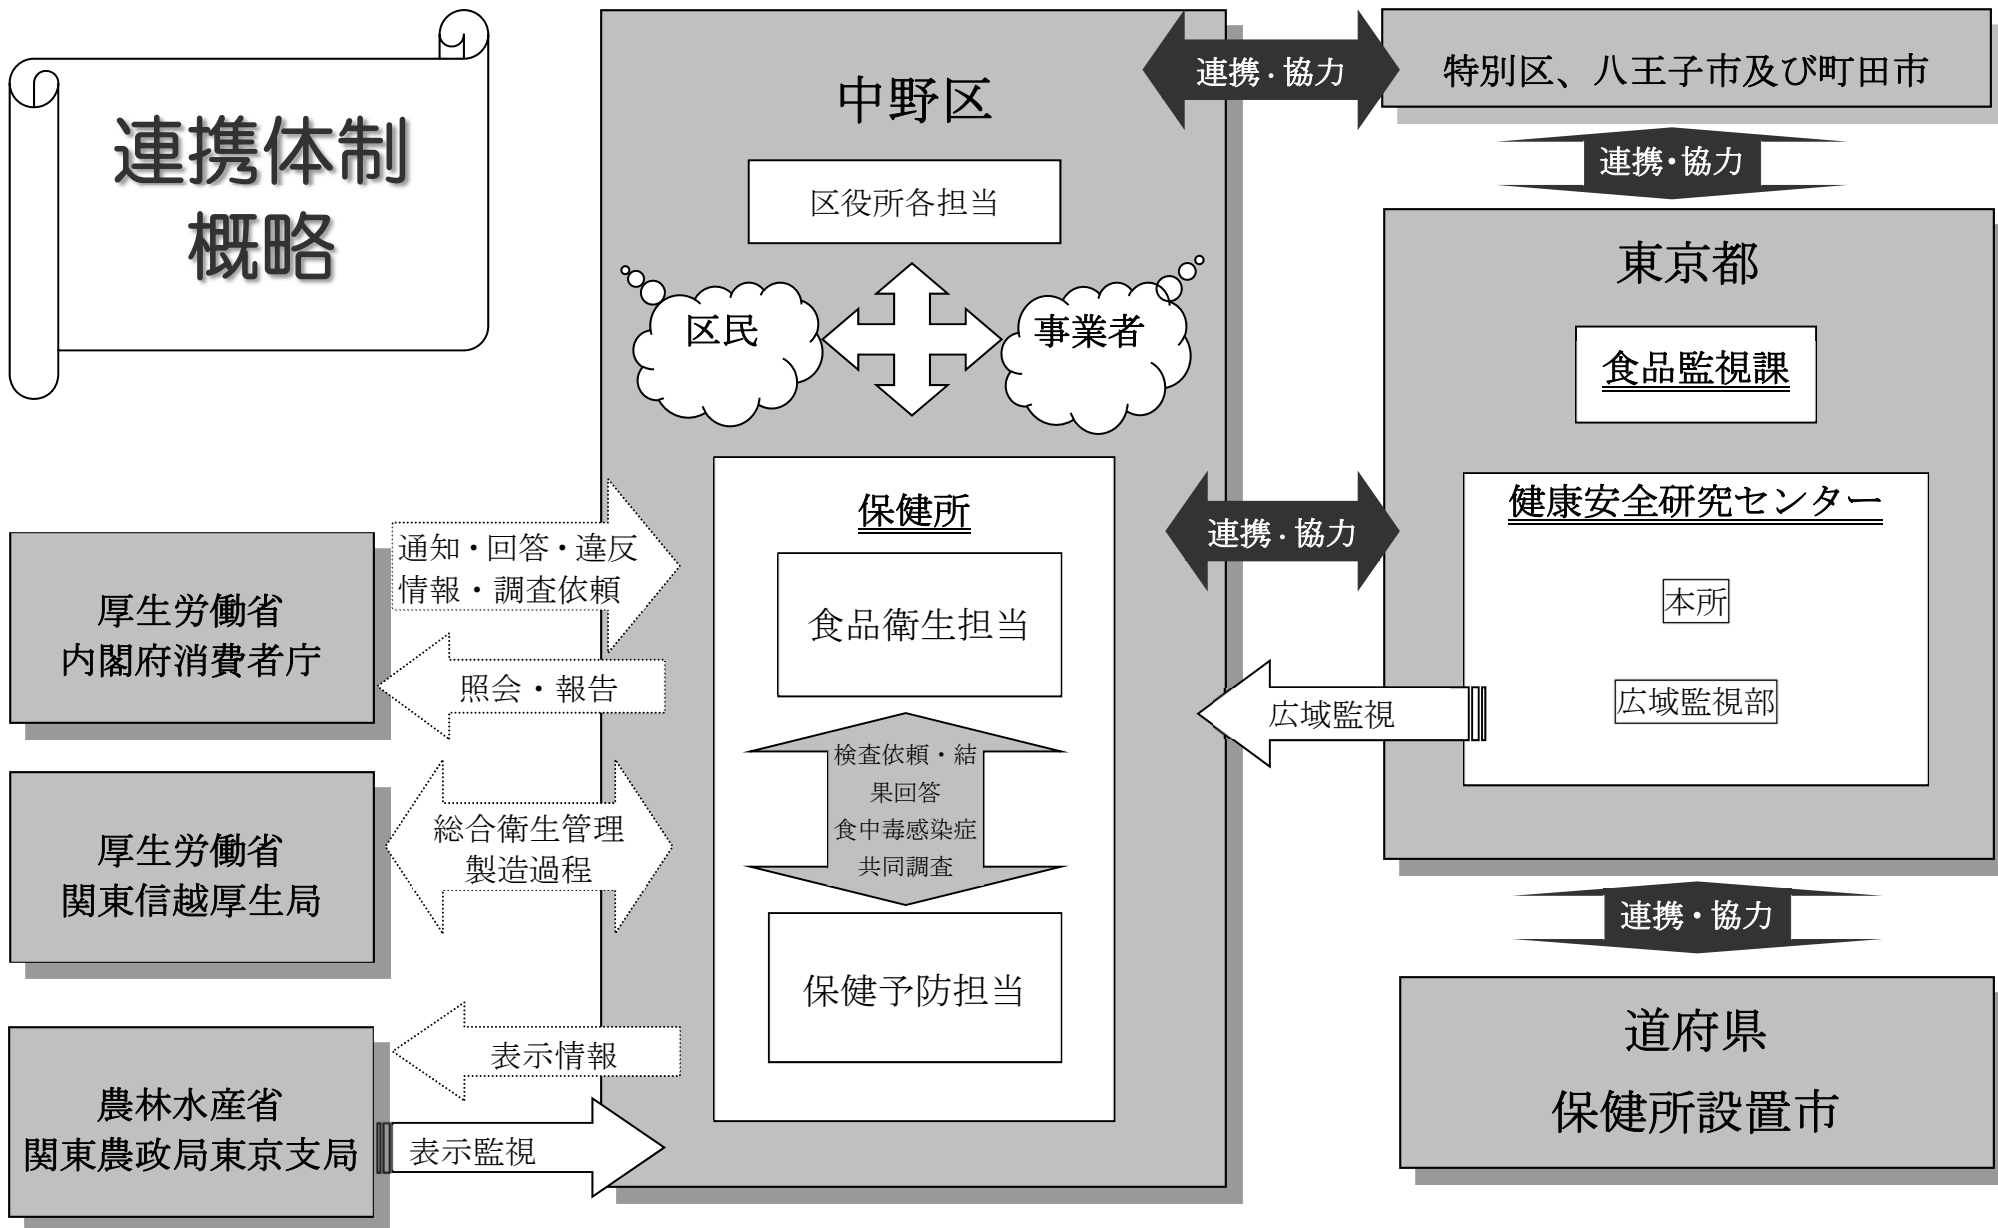 連携体制
概略
中野区
区役所各担当
区民
事業者
保健所
食品衛生担当
検査依頼・結
果回答
食中毒感染症
共同調査
保健予防担当
厚生労働省
内閣府消費者庁
通知・回答・違反
情報・調査依頼
照会・報告
厚生労働省
関東信越厚生局
総合衛生管理
製造過程
農林水産省
関東農政局東京支局
表示情報
表示監視
連携・協力
特別区、八王子市及び町田市
連携・協力
東京都
食品監視課
健康安全研究センター
本所
広域監視部
連携・協力
広域監視
連携・協力
道府県
保健所設置市